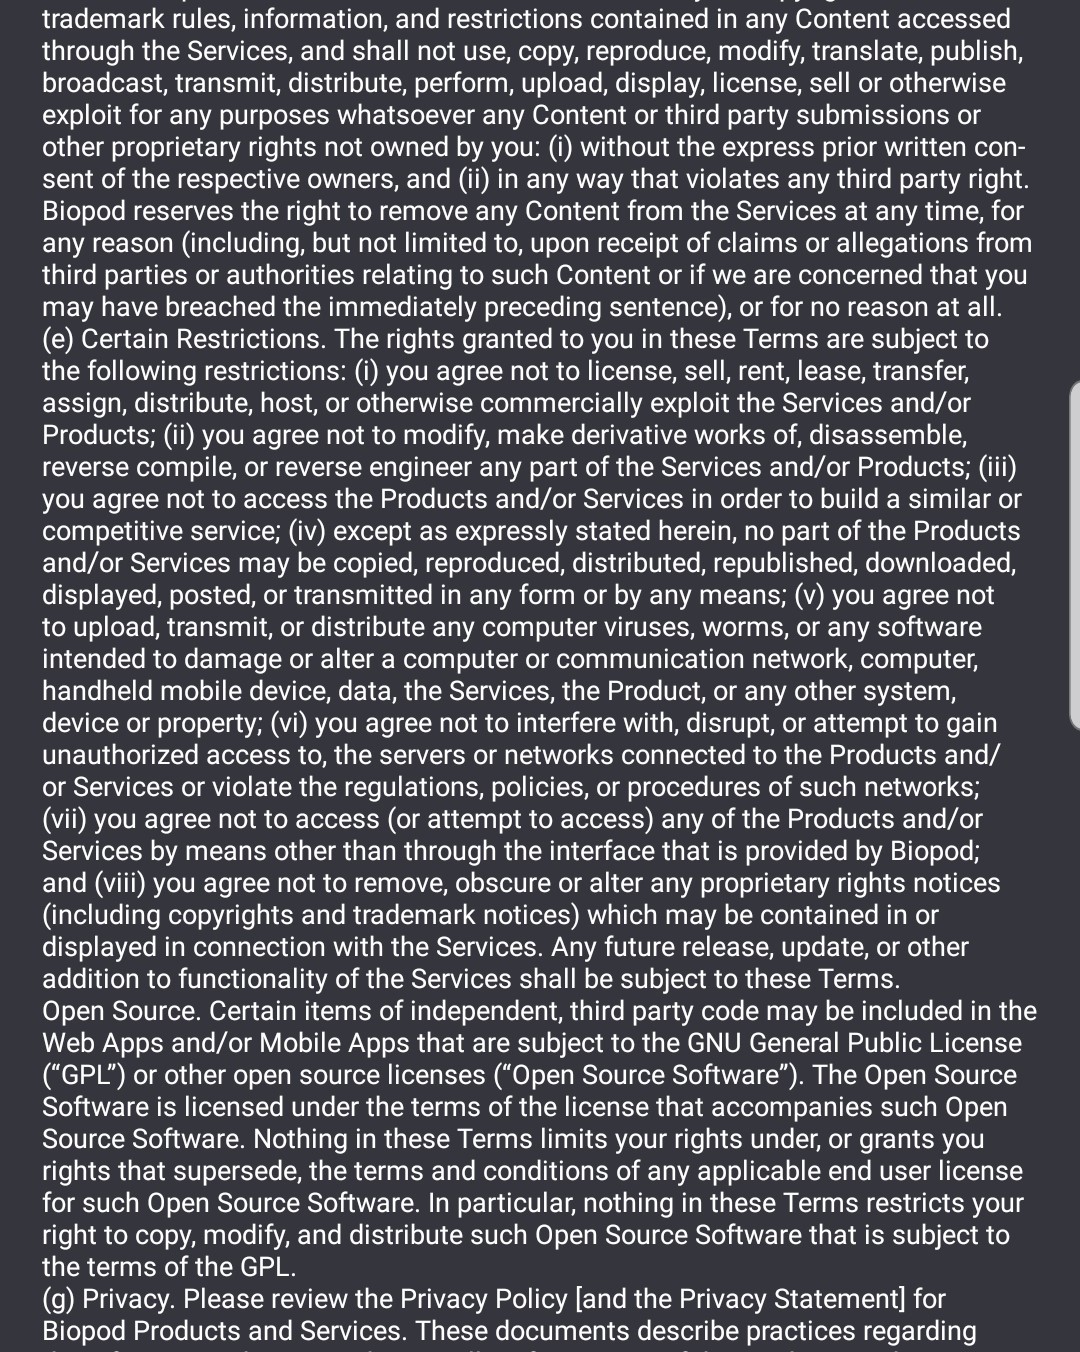 trademark rules, information, and restrictions contained in any Content accessed
through the Services, and shall not use, copy, reproduce, modify, translate, publish,
broadcast, transmit, distribute, perform, upload, display, license, sell or otherwise
exploit for any purposes whatsoever any Content or third party submissions or
other proprietary rights not owned by you: (i) without the express prior written con-
sent of the respective owners, and (ii) in any way that violates any third party right.
Biopod reserves the right to remove any Content from the Services at any time, for
any reason (including, but not limited to, upon receipt of claims or allegations from
third parties or authorities relating to such Content or if we are concerned that you
may have breached the immediately preceding sentence), or for no reason at all.
(e) Certain Restrictions. The rights granted to you in these Terms are subject to
the following restrictions: (i) you agree not to license, sell, rent, lease, transfer,
assign, distribute, host, or otherwise commercially exploit the Services and/or
Products; (ii) you agree not to modify, make derivative works of, disassemble,
reverse compile, or reverse engineer any part of the Services and/or Products; (iii)
you agree not to access the Products and/or Services in order to build a similar or
competitive service; (iv) except as expressly stated herein, no part of the Products
and/or Services may be copied, reproduced, distributed, republished, downloaded,
displayed, posted, or transmitted in any form or by any means; (v) you agree not
to upload, transmit, or distribute any computer viruses, worms, or any software
intended to damage or alter a computer or communication network, computer,
handheld mobile device, data, the Services, the Product, or any other system,
device or property; (vi) you agree not to interfere with, disrupt, or attempt to gain
unauthorized access to, the servers or networks connected to the Products and/
or Services or violate the regulations, policies, or procedures of such networks;
(vii) you agree not to access (or attempt to access) any of the Products and/or
Services by means other than through the interface that is provided by Biopod;
and (viii) you agree not to remove, obscure or alter any proprietary rights notices
(including copyrights and trademark notices) which may be contained in or
displayed in connection with the Services. Any future release, update, or other
addition to functionality of the Services shall be subject to these Terms.
Open Source. Certain items of independent, third party code may be included in the
Web Apps and/or Mobile Apps that are subject to the GNU General Public License
(“GPL”) or other open source licenses (“Open Source Software”). The Open Source
Software is licensed under the terms of the license that accompanies such Open
Source Software. Nothing in these Terms limits your rights under, or grants you
rights that supersede, the terms and conditions of any applicable end user license
for such Open Source Software. In particular, nothing in these Terms restricts your
right to copy, modify, and distribute such Open Source Software that is subject to
the terms of the GPL.
(g) Privacy. Please review the Privacy Policy [and the Privacy Statement] for
Biopod Products and Services. These documents describe practices regarding